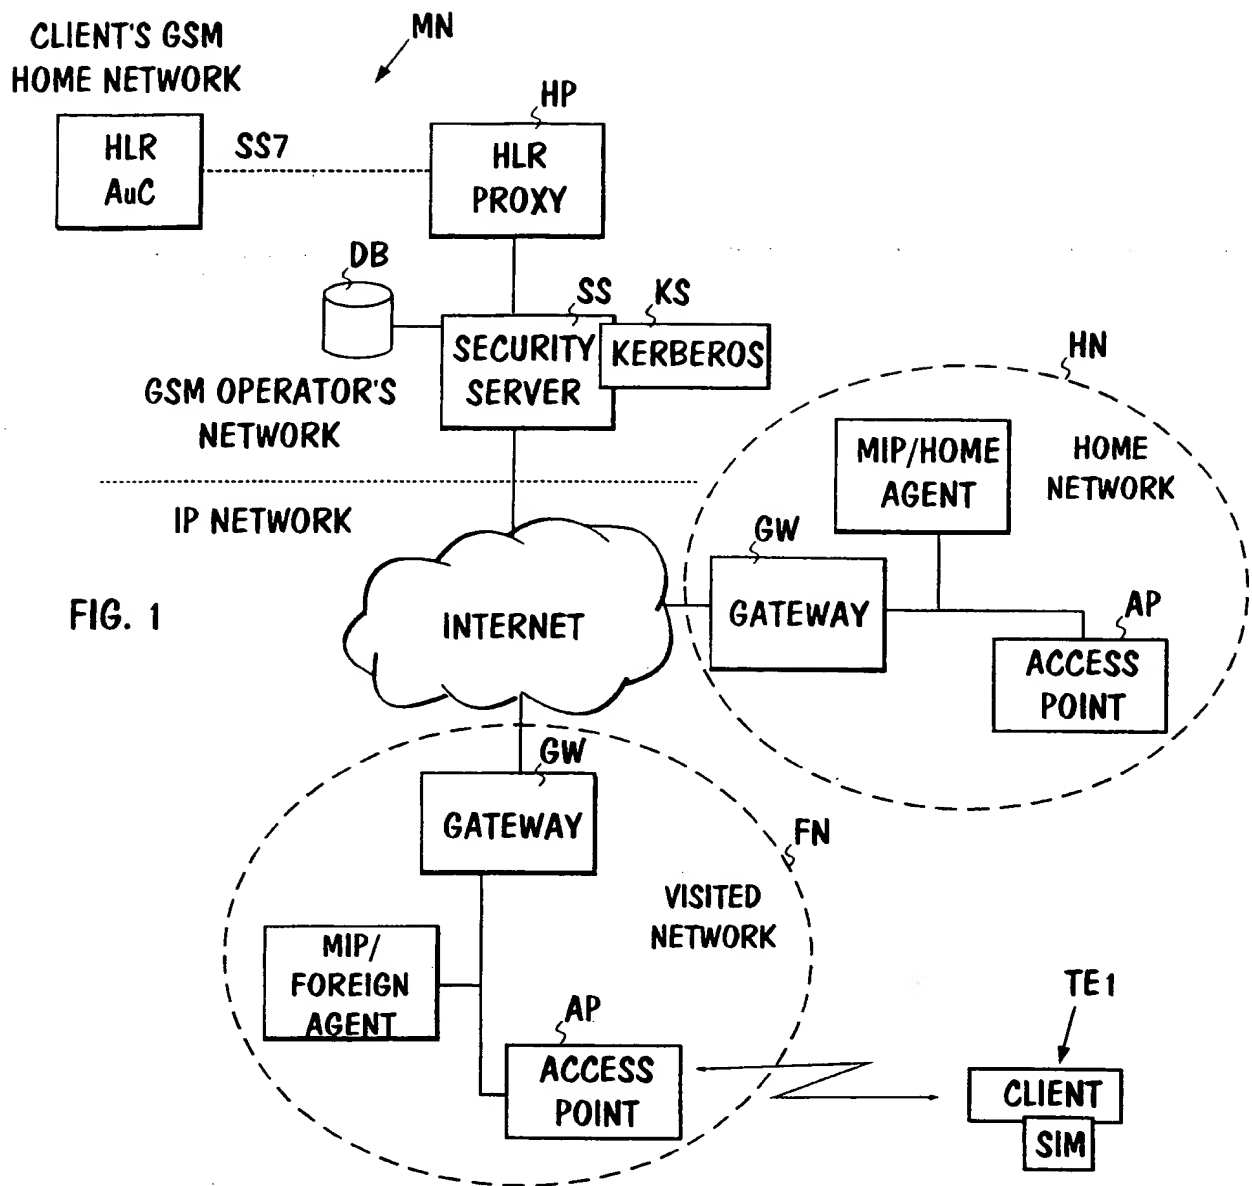 CLIENT'S GSM
HOME NETWORK
MN
HLR
AuC
SS7
HP
HLR
PROXY
DB
SS
KS
SECURITY
SERVER
KERBEROS
GSM OPERATOR'S
NETWORK
IP NETWORK
HN
MIP/HOME
AGENT
HOME
NETWORK
GW
GATEWAY
AP
ACCESS
POINT
INTERNET
FIG. 1
GW
GATEWAY
FN
VISITED
NETWORK
MIP/
FOREIGN
AGENT
AP
ACCESS
POINT
TE1
CLIENT
SIM